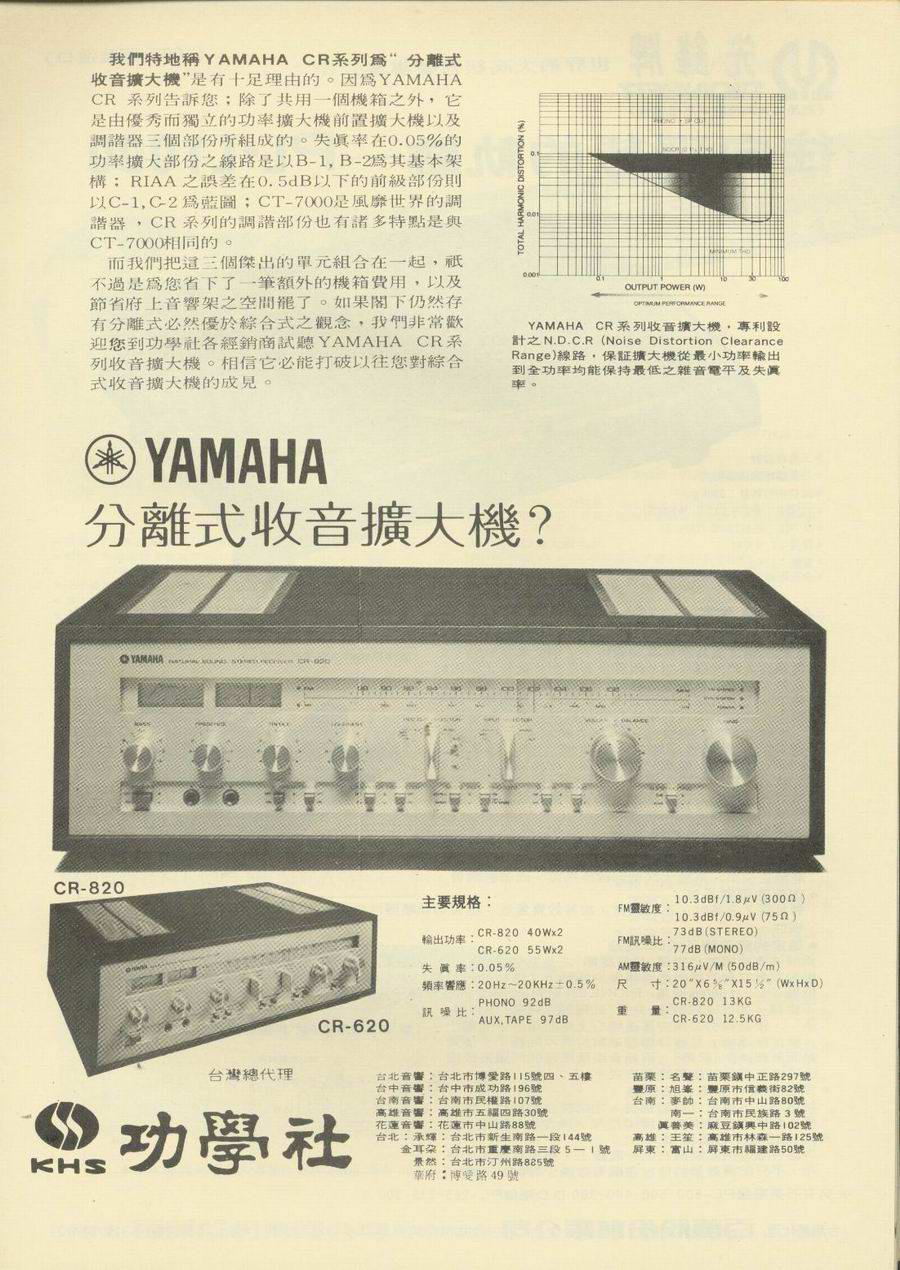 我們特地稱YAMAHA CR系列爲“分離式
收音擴大機”是有十足理由的。因爲YAMAHA
CR 系列告訴您；除了共用一個機箱之外，它
是由優秀而獨立的功率擴大機前置擴大機以及
調諧器三個部份所組成的。失眞率在0.05%的
功率擴大部份之線路是以B-1, B-2爲其基本架
構；RIAA 之誤差在0.5dB以下的前級部份則
以C-1, C-2 爲藍圖；CT-7000是風靡世界的調
諧器，CR 系列的調諧部份也有諸多特點是與
CT-7000相同的。
而我們把這三個傑出的單元組合在一起，祇
不過是爲您省下了一筆額外的機箱費用，以及
節省府上音響架之空間罷了。如果閣下仍然存
有分離式必然優於綜合式之觀念，我們非常歡
迎您到功學社各經銷商試聽YAMAHA CR系
列收音擴大機。相信它必能打破以往您對綜合
式收音擴大機的成見。
TOTAL HARMONIC DISTORTION (%)
0.1
0.01
0.001
MINIMUM THD
0.1 1 10 30 100
OUTPUT POWER (W)
OPTIMUM PERFORMANCE RANGE
YAMAHA CR系列收音擴大機，專利設
計之N.D.C.R (Noise Distortion Clearance
Range)線路，保証擴大機從最小功率輸出
到全功率均能保持最低之雜音電平及失眞
率。
YAMAHA
分離式收音擴大機？
YAMAHA NATURAL SOUND STEREO RECEIVER CR-820
BASS PRESENCE TREBLE LOUDNESS
VOLUME BALANCE TUNING
CR-820
CR-620
主要規格：
輸出功率：CR-820 40Wx2
CR-620 55Wx2
失眞率：0.05%
頻率響應：20Hz～20KHz±0.5%
訊噪比：PHONO 92dB
AUX,TAPE 97dB
FM靈敏度：10.3dBf/1.8μV (300Ω)
10.3dBf/0.9μV (75Ω)
FM訊噪比：73dB (STEREO)
77dB (MONO)
AM靈敏度：316μV/M (50dB/m)
尺寸：20″X6⅝″X15½″ (WxHxD)
重量：CR-820 13KG
CR-620 12.5KG
台灣總代理
KHS 功學社
台北音響：台北市博愛路115號四、五樓
台中音響：台中市成功路196號
台南音響：台南市民權路107號
高雄音響：高雄市五福四路30號
花蓮音響：花蓮市中山路88號
台北：承輝：台北市新生南路一段144號
金耳朶：台北市重慶南路三段5—1號
景然：台北市汀州路825號
華府：博愛路49號
苗栗：名聲：苗栗鎭中正路297號
豐原：旭峯：豐原市信義街82號
台南：麥帥：台南市中山路80號
南一：台南市民族路3號
眞善美：麻豆鎭興中路102號
高雄：王笙：高雄市林森一路125號
屏東：富山：屏東市福建路50號